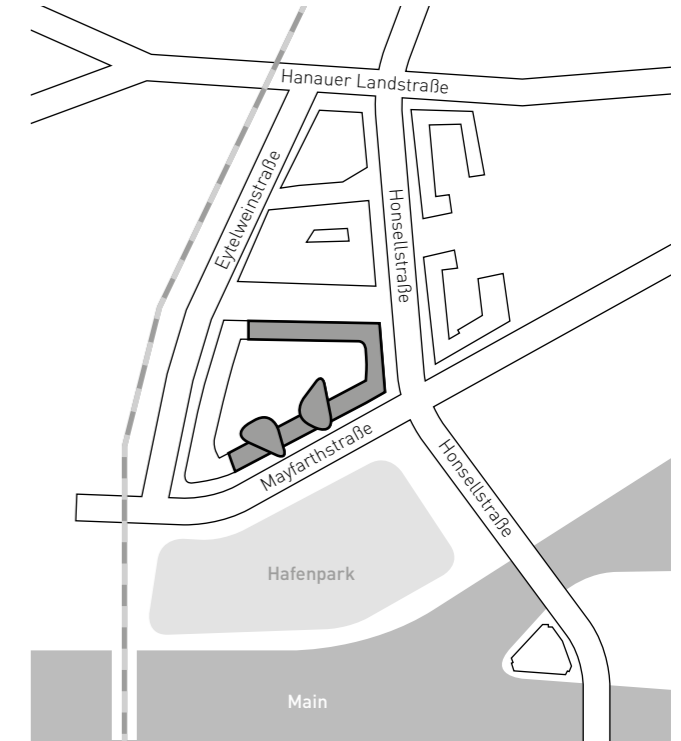 Hanauer Landstraße
Eytelweinstraße
Honsellstraße
Mayfarthstraße
Honsellstraße
Hafenpark
Main